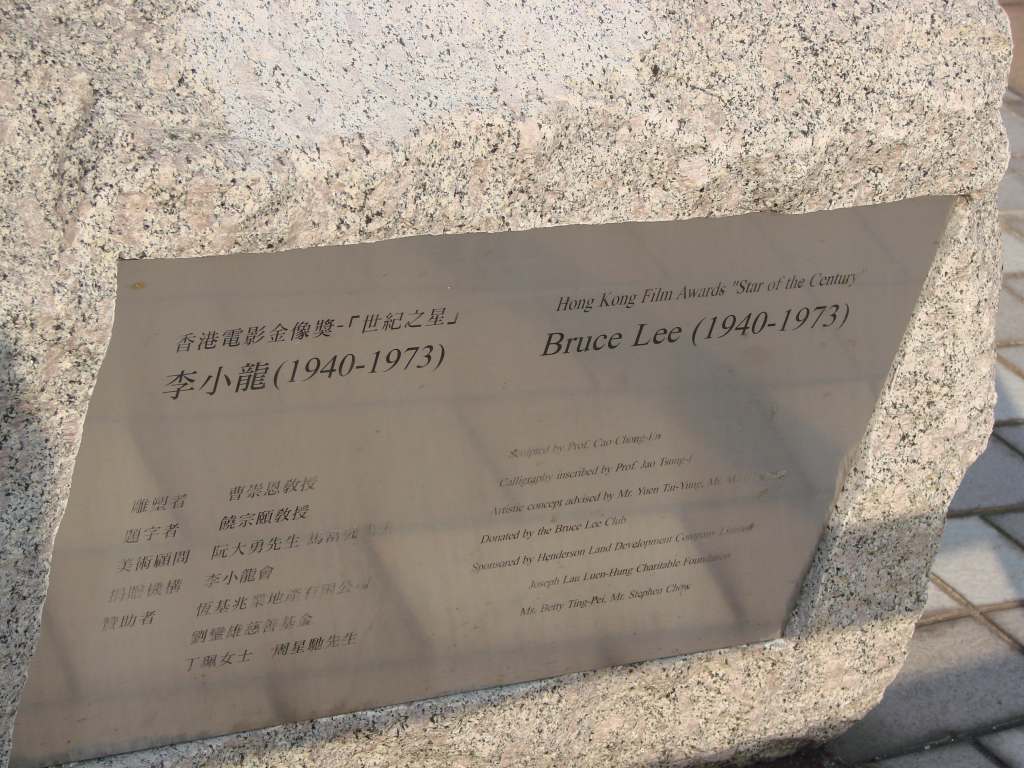 香港電影金像獎-「世紀之星」
李小龍 (1940-1973)
雕塑者 曹崇恩教授
題字者 饒宗頤教授
美術顧問 阮大勇先生
捐贈機構 李小龍會
贊助者 恆基兆業地產有限公司
劉鑾雄慈善基金
丁珮女士 周星馳先生
Hong Kong Film Awards "Star of the Century"
Bruce Lee (1940-1973)
Sculpted by Prof. Cao Chong-En
Calligraphy inscribed by Prof. Jao Tsung-I
Artistic concept advised by Mr. Yuen Tai-Yung, Mr.
Donated by the Bruce Lee Club
Sponsored by Henderson Land Development Company Limited
Joseph Lau Luen-Hung Charitable Foundation
Ms. Betty Ting-Pei, Mr. Stephen Chow